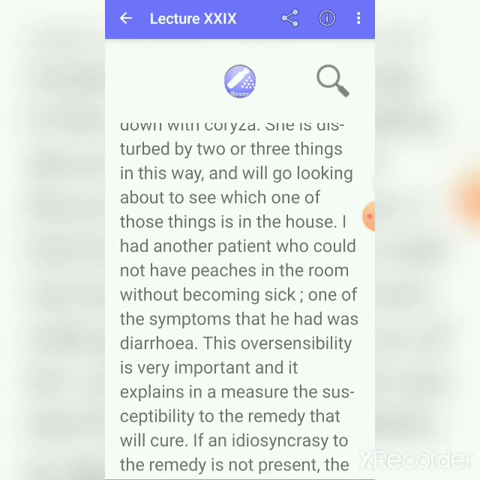 Lecture XXIX
down with coryza. She is dis-
turbed by two or three things
in this way, and will go looking
about to see which one of
those things is in the house. I
had another patient who could
not have peaches in the room
without becoming sick ; one of
the symptoms that he had was
diarrhoea. This oversensibility
is very important and it
explains in a measure the sus-
ceptibility to the remedy that
will cure. If an idiosyncrasy to
the remedy is not present, the
XRecorder